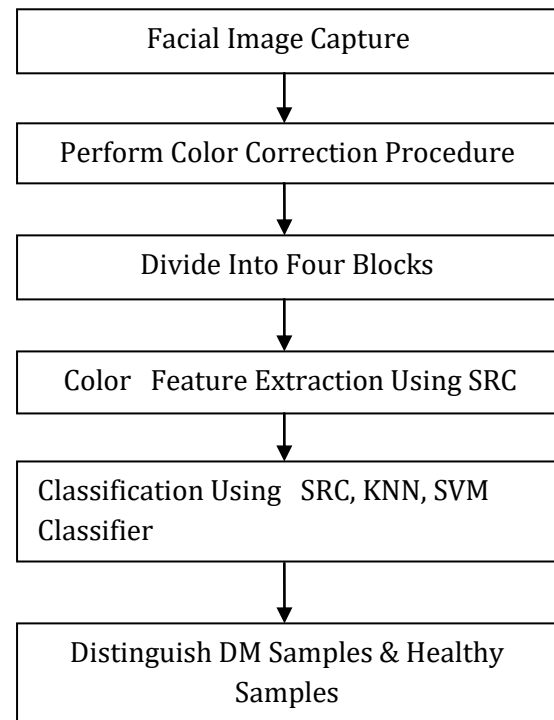 Facial Image Capture
Perform Color Correction Procedure
Divide Into Four Blocks
Color Feature Extraction Using SRC
Classification Using SRC, KNN, SVM
Classifier
Distinguish DM Samples & Healthy
Samples